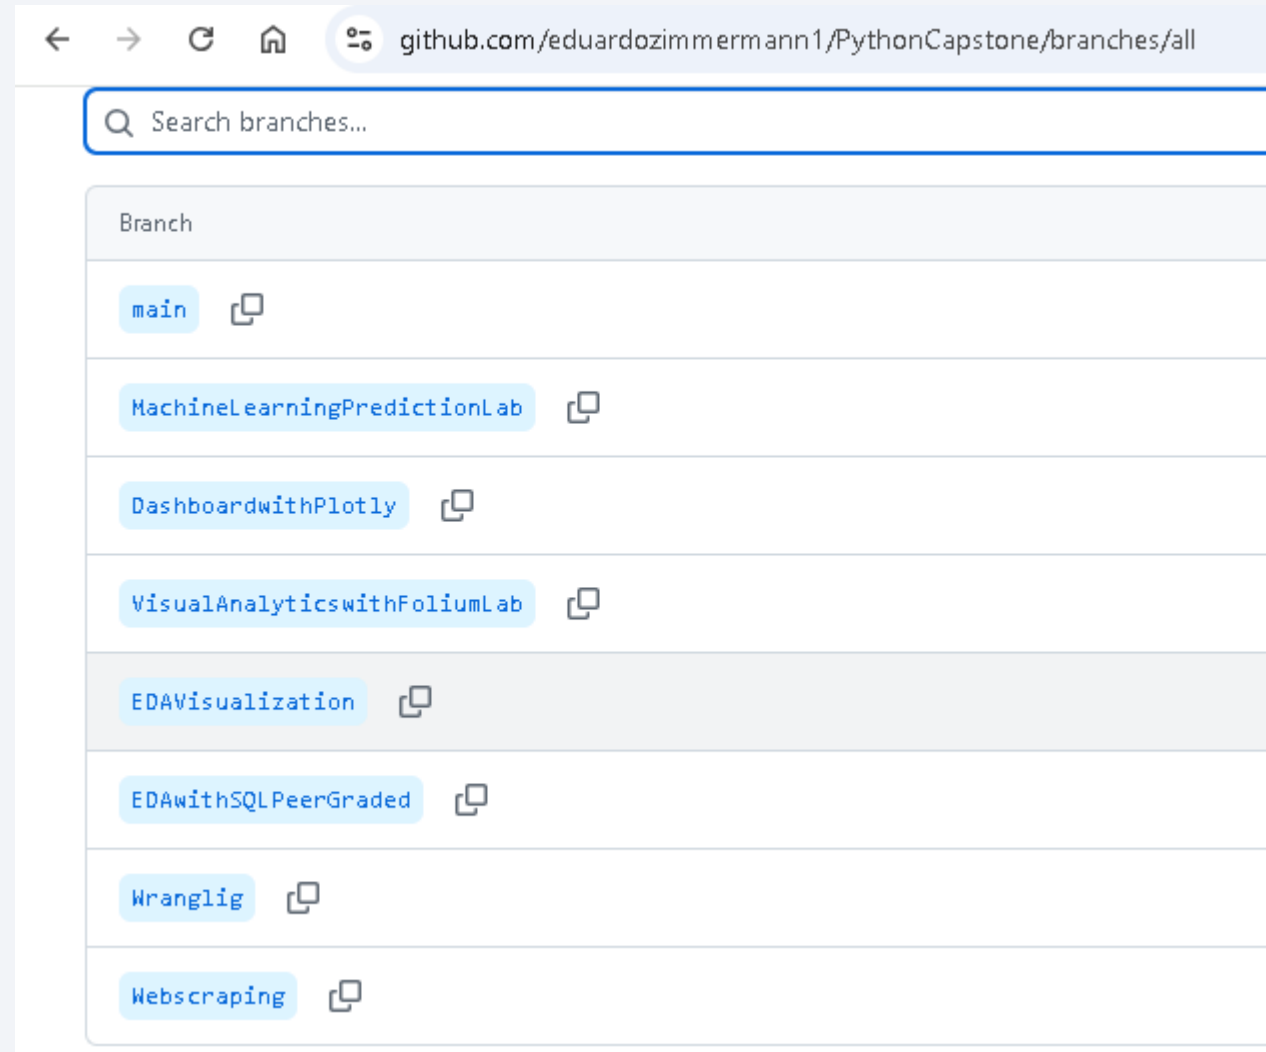 github.com/eduardozimmermann1/PythonCapstone/branches/all
Search branches...
Branch
main
MachineLearningPredictionLab
DashboardwithPlotly
VisualAnalyticswithFoliumLab
EDAVisualization
EDAwithSQLPeerGraded
Wranglig
Webscraping